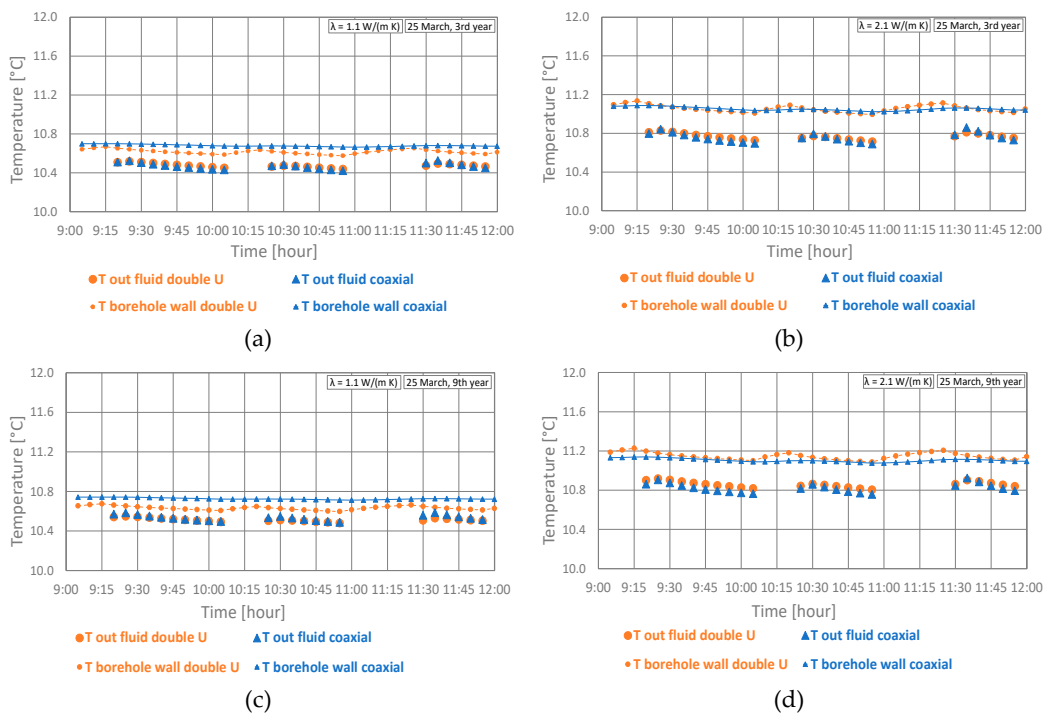 λ = 1.1 W/(m K) 25 March, 3rd year
Temperature [°C]
12.0
11.6
11.2
10.8
10.4
10.0
9:00 9:15 9:30 9:45 10:00 10:15 10:30 10:45 11:00 11:15 11:30 11:45 12:00
Time [hour]
T out fluid double U T out fluid coaxial
T borehole wall double U T borehole wall coaxial
(a)
λ = 2.1 W/(m K) 25 March, 3rd year
Temperature [°C]
12.0
11.6
11.2
10.8
10.4
10.0
9:00 9:15 9:30 9:45 10:00 10:15 10:30 10:45 11:00 11:15 11:30 11:45 12:00
Time [hour]
T out fluid double U T out fluid coaxial
T borehole wall double U T borehole wall coaxial
(b)
λ = 1.1 W/(m K) 25 March, 9th year
Temperature [°C]
12.0
11.6
11.2
10.8
10.4
10.0
9:00 9:15 9:30 9:45 10:00 10:15 10:30 10:45 11:00 11:15 11:30 11:45 12:00
Time [hour]
T out fluid double U T out fluid coaxial
T borehole wall double U T borehole wall coaxial
(c)
λ = 2.1 W/(m K) 25 March, 9th year
Temperature [°C]
12.0
11.6
11.2
10.8
10.4
10.0
9:00 9:15 9:30 9:45 10:00 10:15 10:30 10:45 11:00 11:15 11:30 11:45 12:00
Time [hour]
T out fluid double U T out fluid coaxial
T borehole wall double U T borehole wall coaxial
(d)